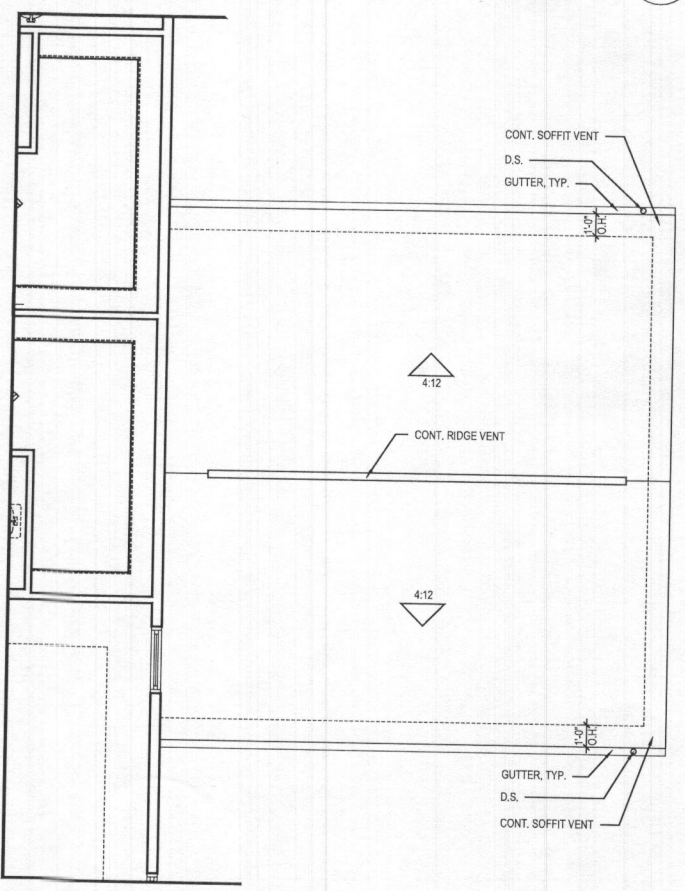 CONT. SOFFIT VENT
D.S.
GUTTER, TYP.
1'-0"
O.H.
4:12
CONT. RIDGE VENT
4:12
1'-0"
O.H.
GUTTER, TYP.
D.S.
CONT. SOFFIT VENT